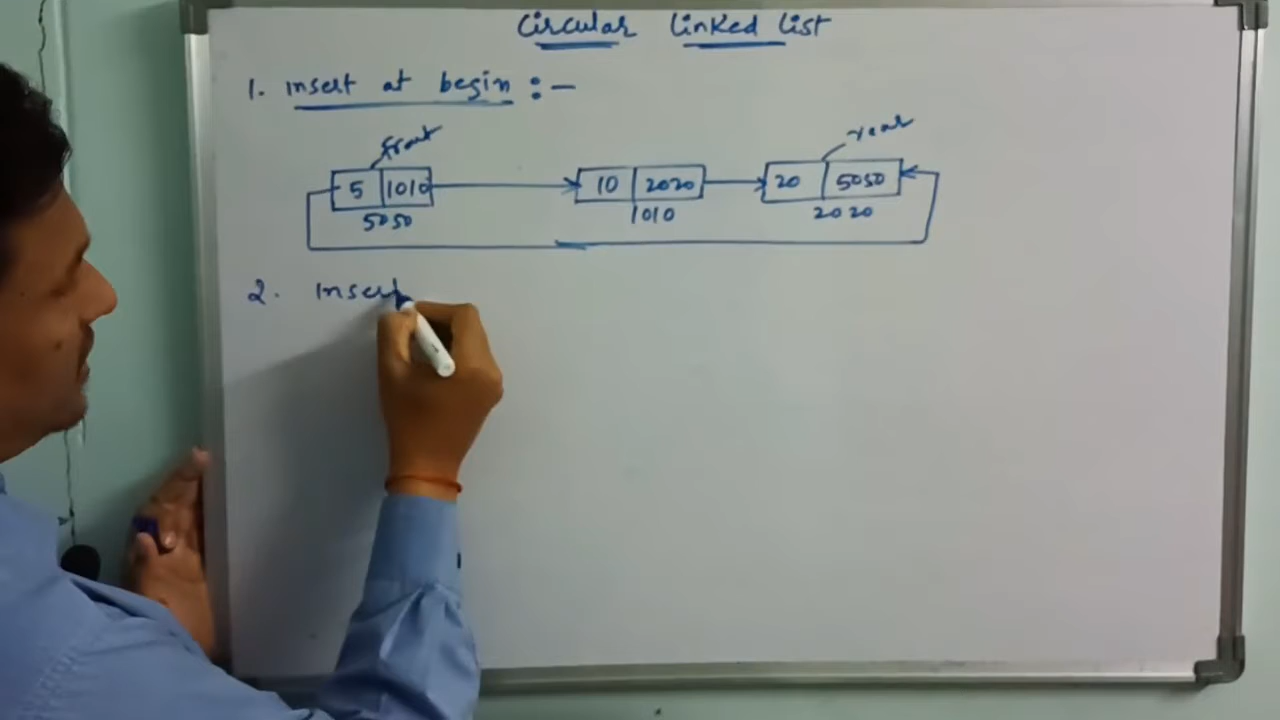 Circular Linked List
1. Insert at begin :-
front rear
5 1010 10 2020 20 5050
5050 1010 2020
2. Insert